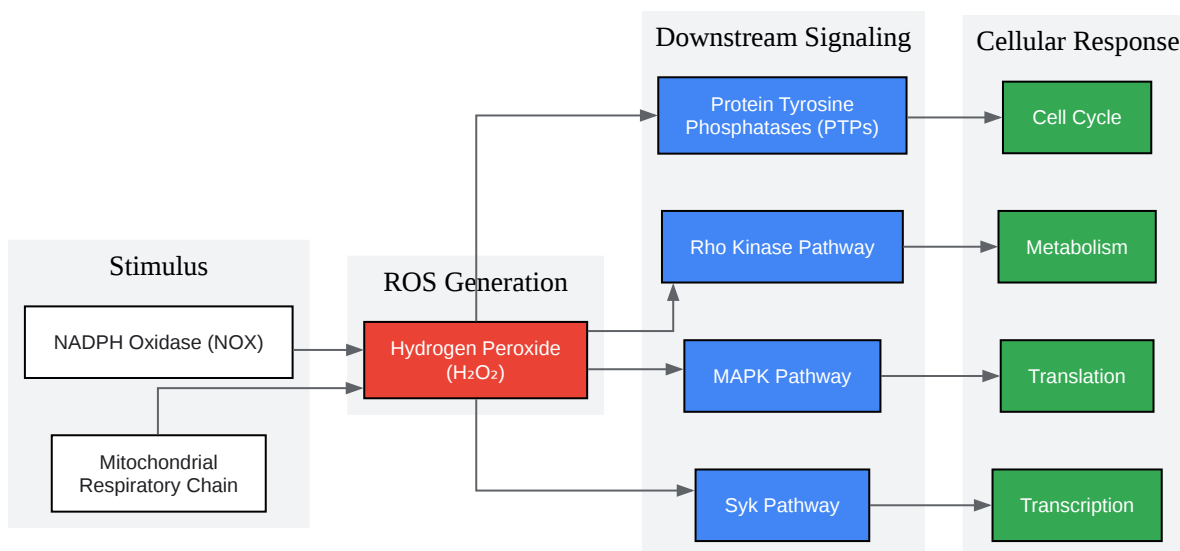 Stimulus
NADPH Oxidase (NOX)
Mitochondrial
Respiratory Chain
ROS Generation
Hydrogen Peroxide
(H₂O₂)
Downstream Signaling
Protein Tyrosine
Phosphatases (PTPs)
Rho Kinase Pathway
MAPK Pathway
Syk Pathway
Cellular Response
Cell Cycle
Metabolism
Translation
Transcription